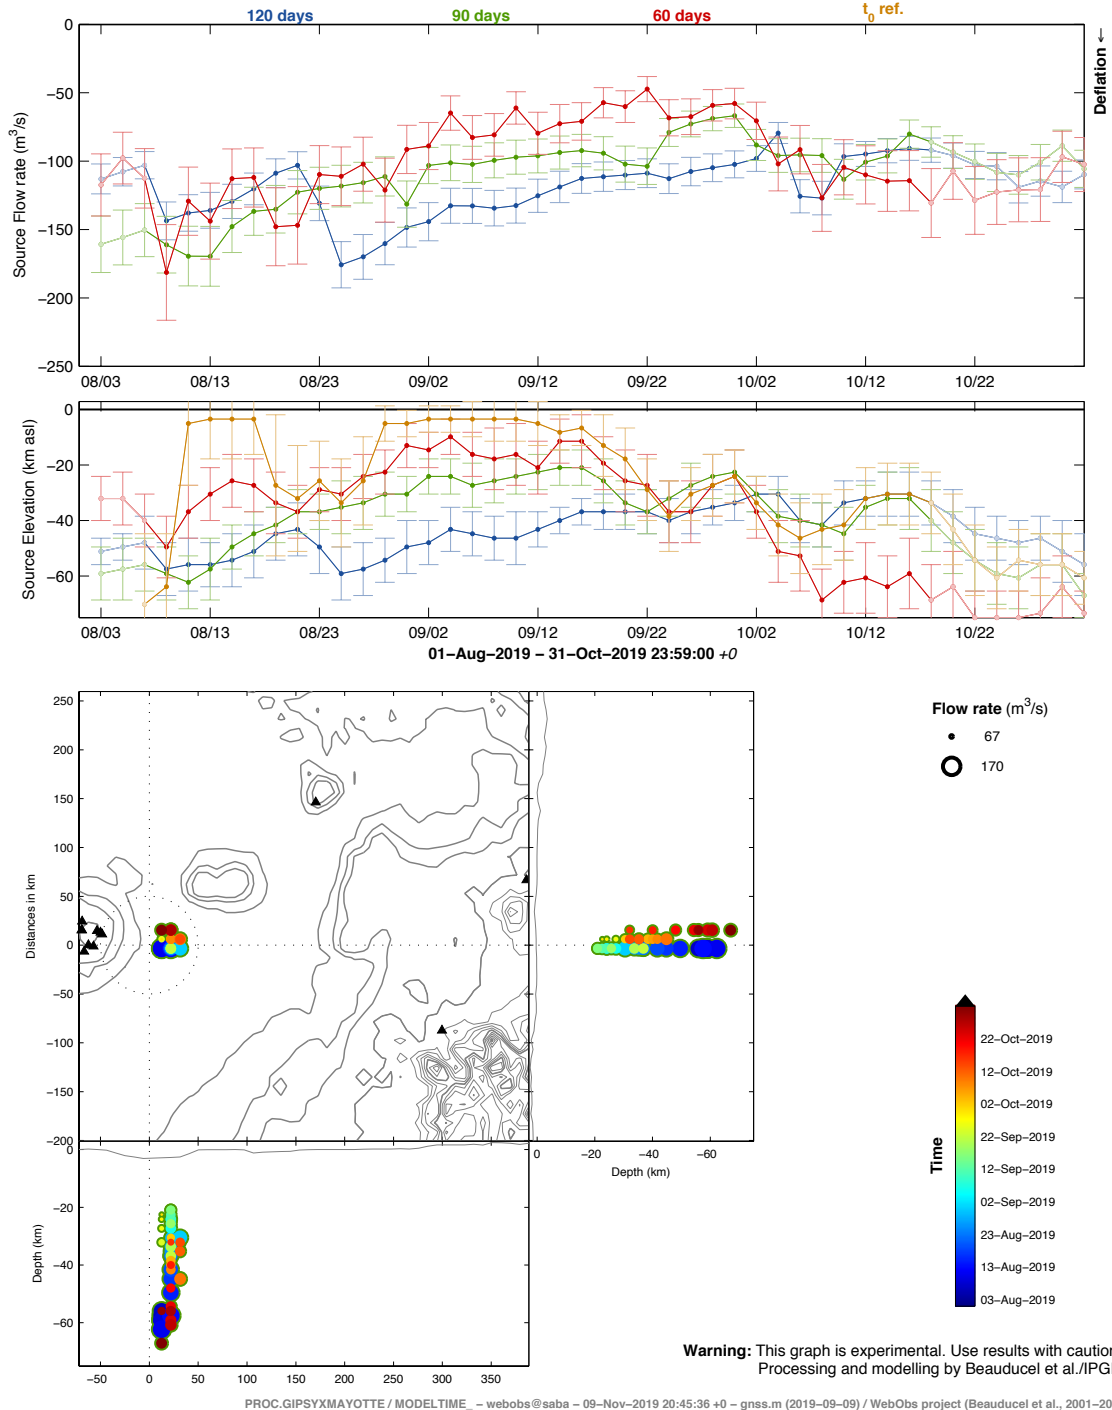 120 days 90 days 60 days t0 ref.
Deflation ←
Source Flow rate (m3/s)
0
−50
−100
−150
−200
−250
08/03 08/13 08/23 09/02 09/12 09/22 10/02 10/12 10/22
Source Elevation (km asl)
0
−20
−40
−60
08/03 08/13 08/23 09/02 09/12 09/22 10/02 10/12 10/22
01−Aug−2019 − 31−Oct−2019 23:59:00 +0
Distances in km
250
200
150
100
50
0
−50
−100
−150
−200
0 −20 −40 −60
Depth (km)
Flow rate (m3/s)
67
170
Depth (km)
0
−20
−40
−60
−50 0 50 100 150 200 250 300 350
Time
22−Oct−2019
12−Oct−2019
02−Oct−2019
22−Sep−2019
12−Sep−2019
02−Sep−2019
23−Aug−2019
13−Aug−2019
03−Aug−2019
Warning: This graph is experimental. Use results with caution
Processing and modelling by Beauducel et al./IPG
PROC.GIPSYXMAYOTTE / MODELTIME_ − webobs@saba − 09−Nov−2019 20:45:36 +0 − gnss.m (2019−09−09) / WebObs project (Beauducel et al., 2001−20